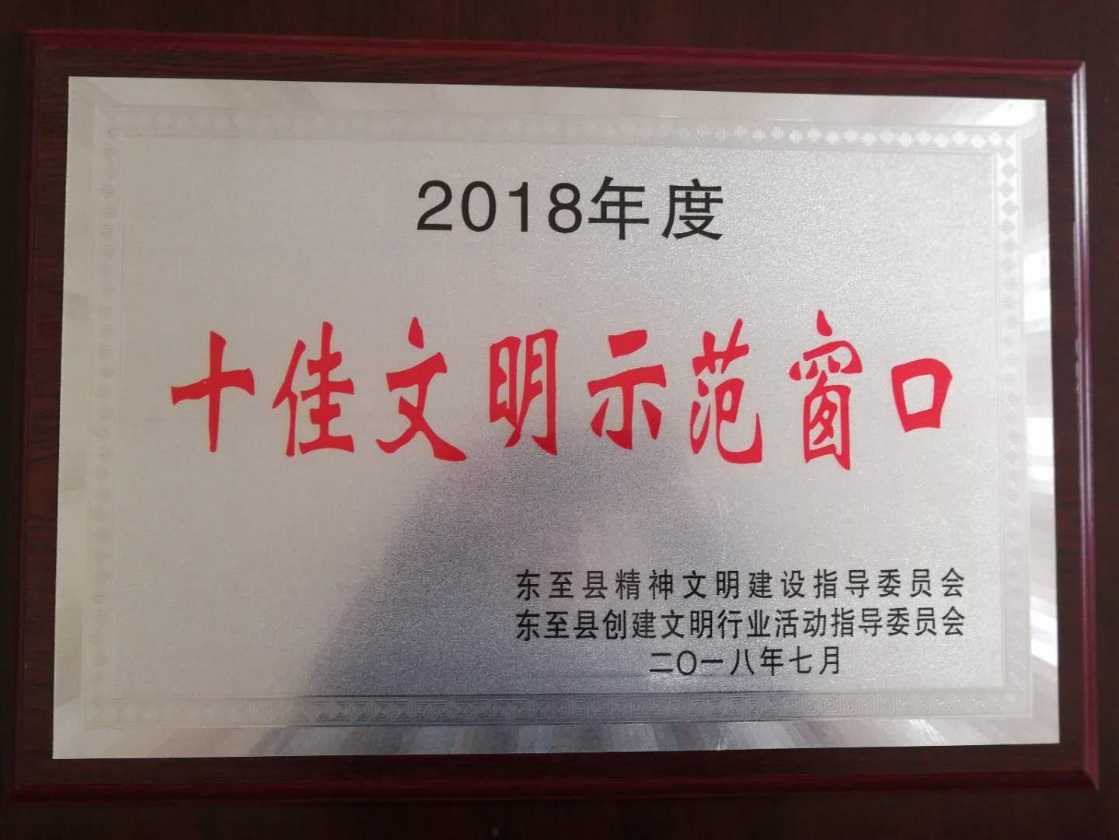 2018年度
十佳文明示范窗口
东至县精神文明建设指导委员会
东至县创建文明行业活动指导委员会
二〇一八年七月